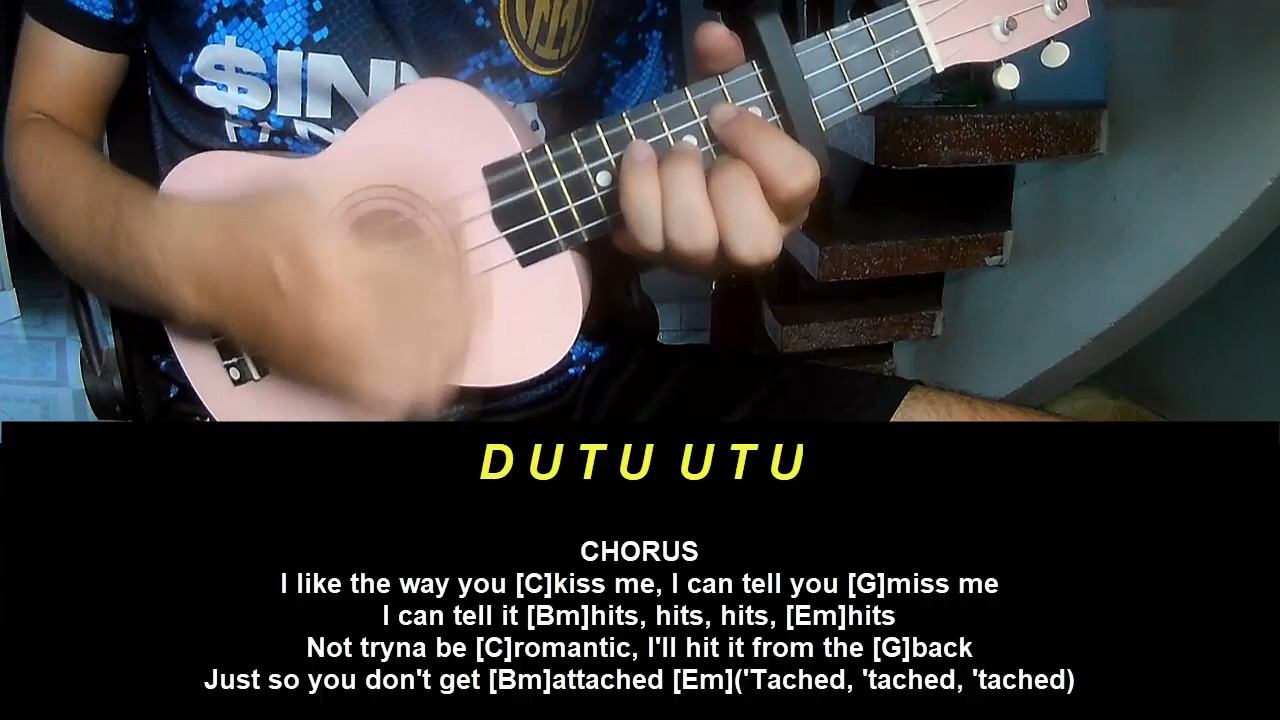 $INV
D U T U U T U
CHORUS
I like the way you [C]kiss me, I can tell you [G]miss me
I can tell it [Bm]hits, hits, hits, [Em]hits
Not tryna be [C]romantic, I'll hit it from the [G]back
Just so you don't get [Bm]attached [Em]('Tached, 'tached, 'tached)